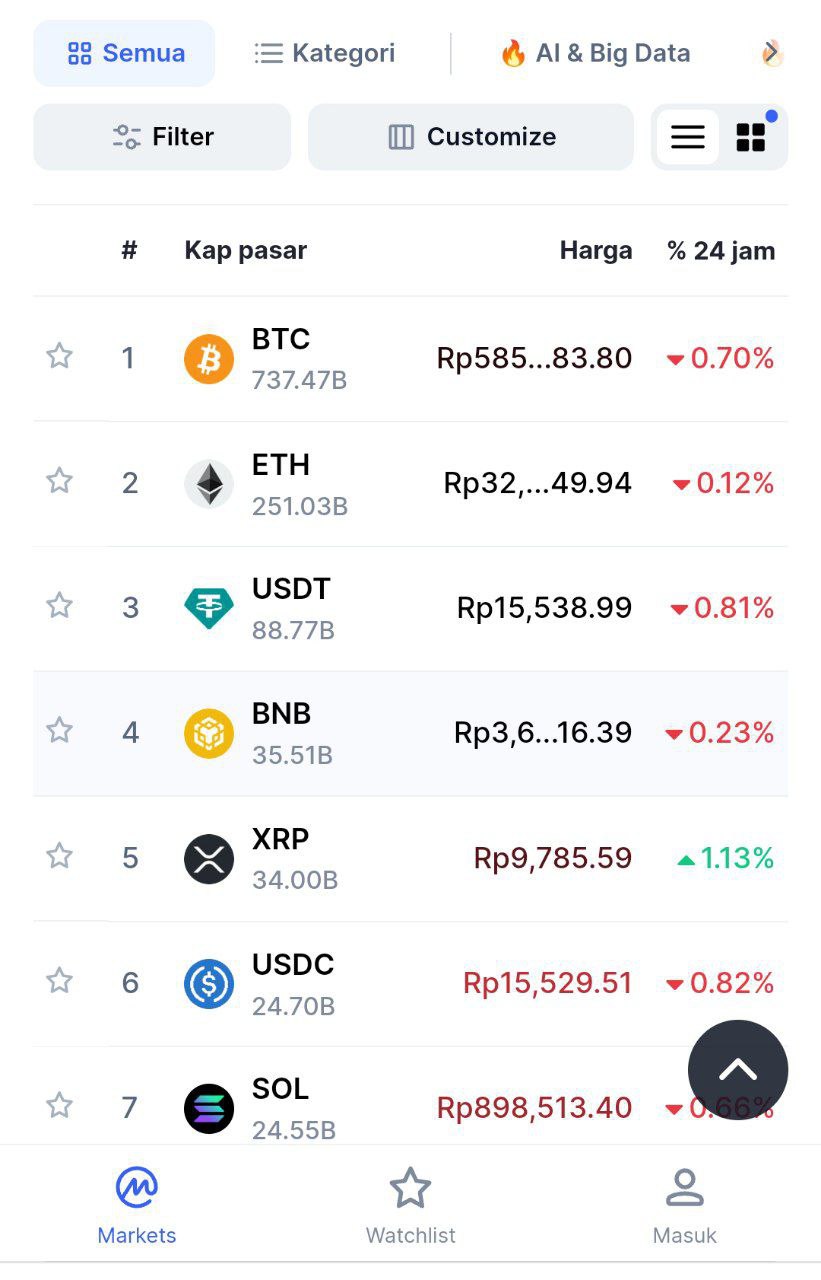 Semua Kategori AI & Big Data
Filter Customize
# Kap pasar Harga % 24 jam
1 BTC Rp585...83.80 0.70%
737.47B
2 ETH Rp32,...49.94 0.12%
251.03B
3 USDT Rp15,538.99 0.81%
88.77B
4 BNB Rp3,6...16.39 0.23%
35.51B
5 XRP Rp9,785.59 1.13%
34.00B
6 USDC Rp15,529.51 0.82%
24.70B
7 SOL Rp898,513.40 0.66%
24.55B
Markets Watchlist Masuk